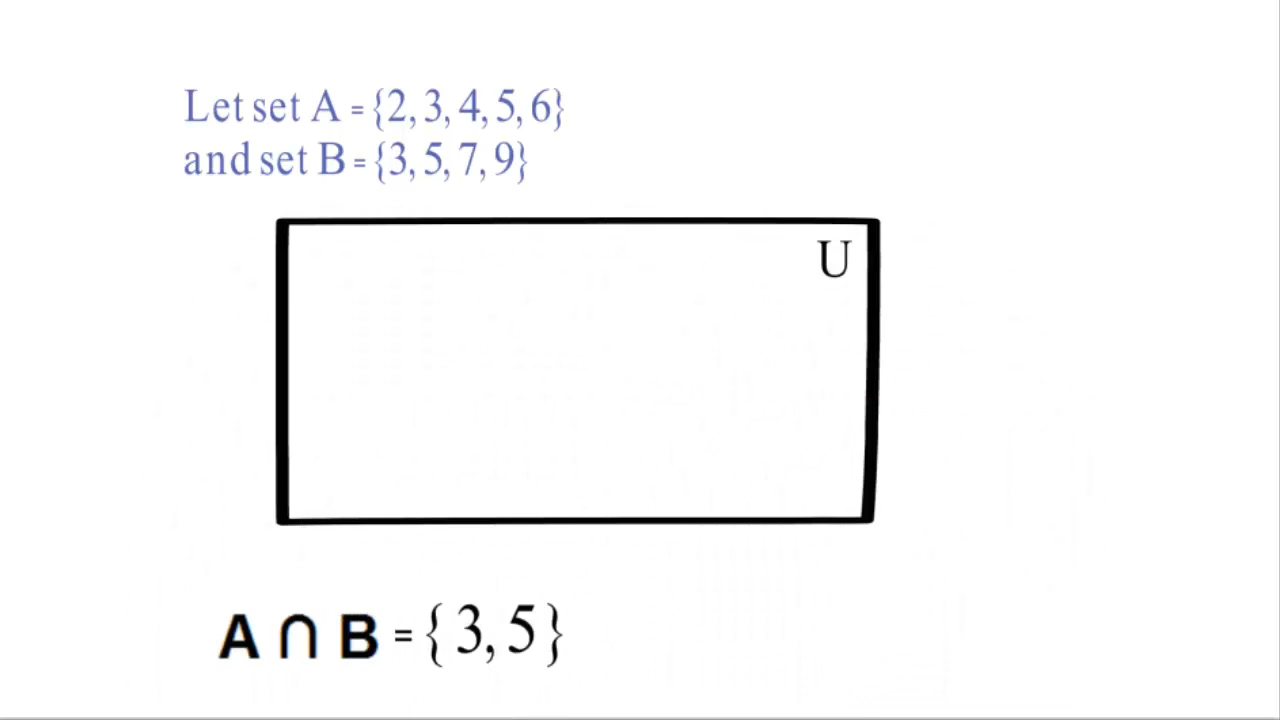 Let set A = {2, 3, 4, 5, 6}
and set B = {3, 5, 7, 9}
U
A ∩ B = { 3, 5 }